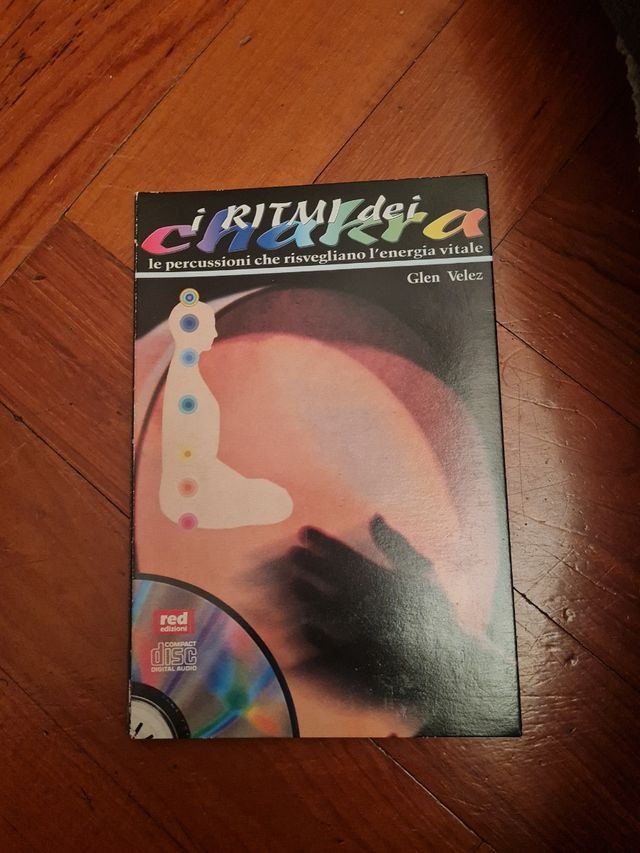 i RITMI dei
chakra
le percussioni che risvegliano l'energia vitale
Glen Velez
red
edizioni
COMPACT
disc
DIGITAL AUDIO